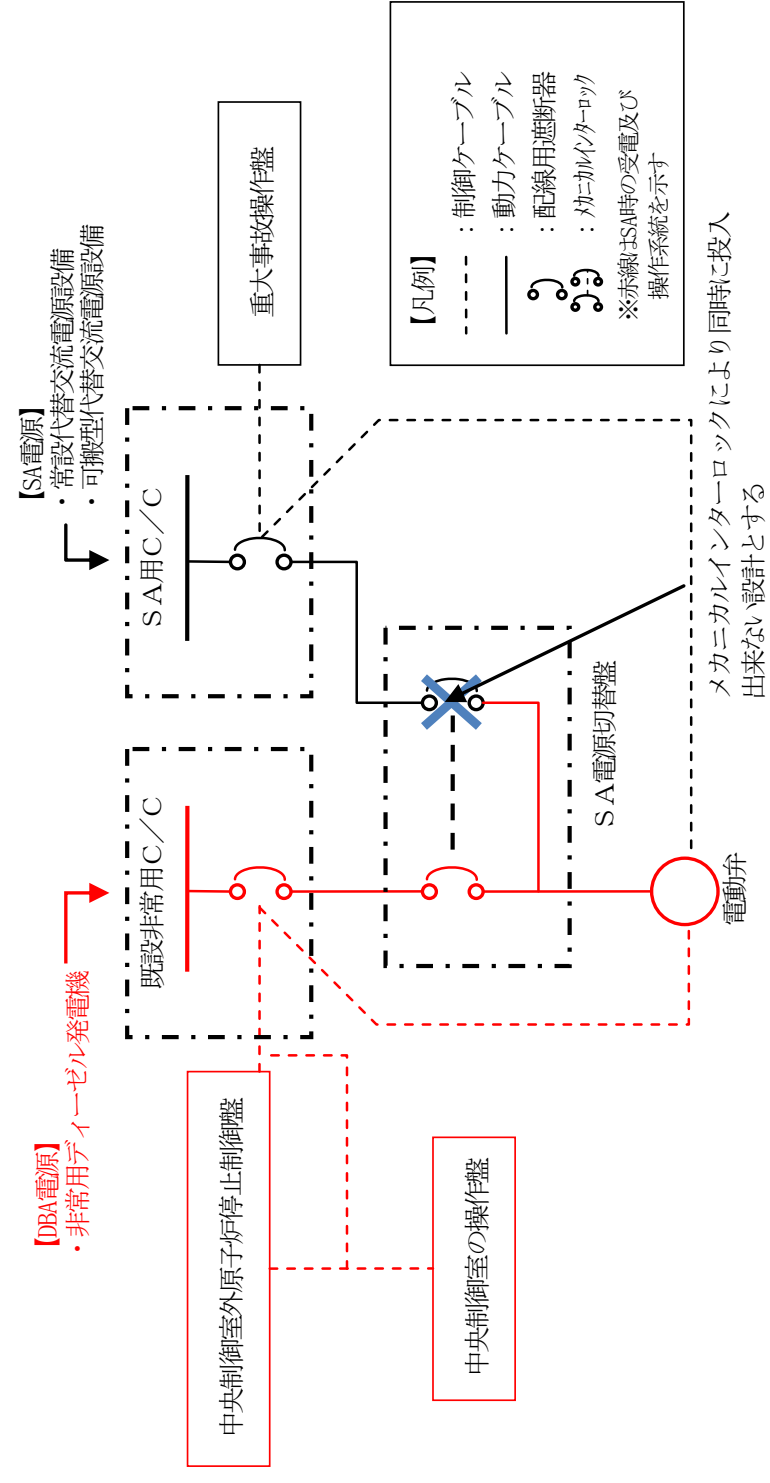 【DBA電源】
・非常用ディーゼル発電機
【SA電源】
・常設代替交流電源設備
・可搬型代替交流電源設備
既設非常用C/C
SA用C/C
中央制御室外原子炉停止制御盤
重大事故操作盤
中央制御室の操作盤
SA電源切替盤
電動弁
メカニカルインターロックにより同時に投入
出来ない設計とする
【凡例】
:制御ケーブル
:動力ケーブル
:配線用遮断器
:メカニカルインターロック
※赤線はSA時の受電及び
操作系統を示す